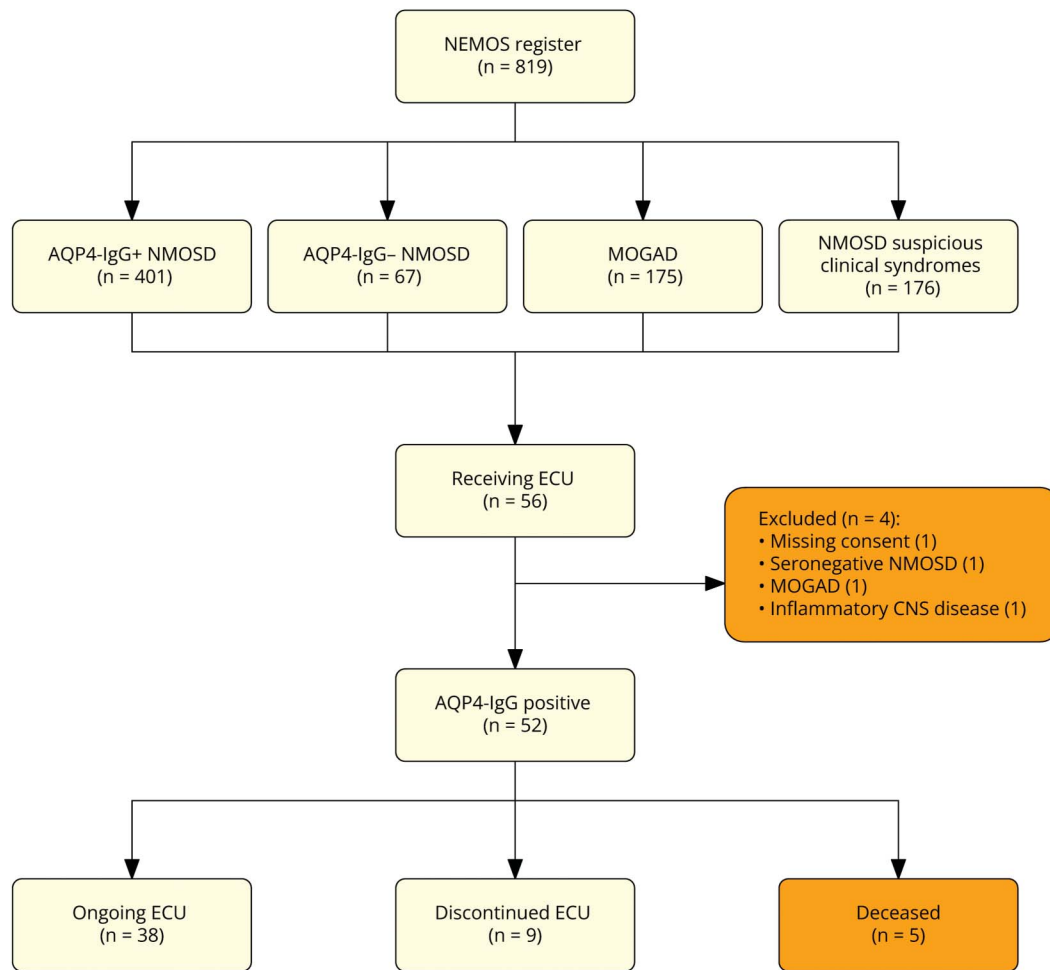 NEMOS register
(n = 819)
AQP4-IgG+ NMOSD
(n = 401)
AQP4-IgG– NMOSD
(n = 67)
MOGAD
(n = 175)
NMOSD suspicious
clinical syndromes
(n = 176)
Receiving ECU
(n = 56)
Excluded (n = 4):
• Missing consent (1)
• Seronegative NMOSD (1)
• MOGAD (1)
• Inflammatory CNS disease (1)
AQP4-IgG positive
(n = 52)
Ongoing ECU
(n = 38)
Discontinued ECU
(n = 9)
Deceased
(n = 5)